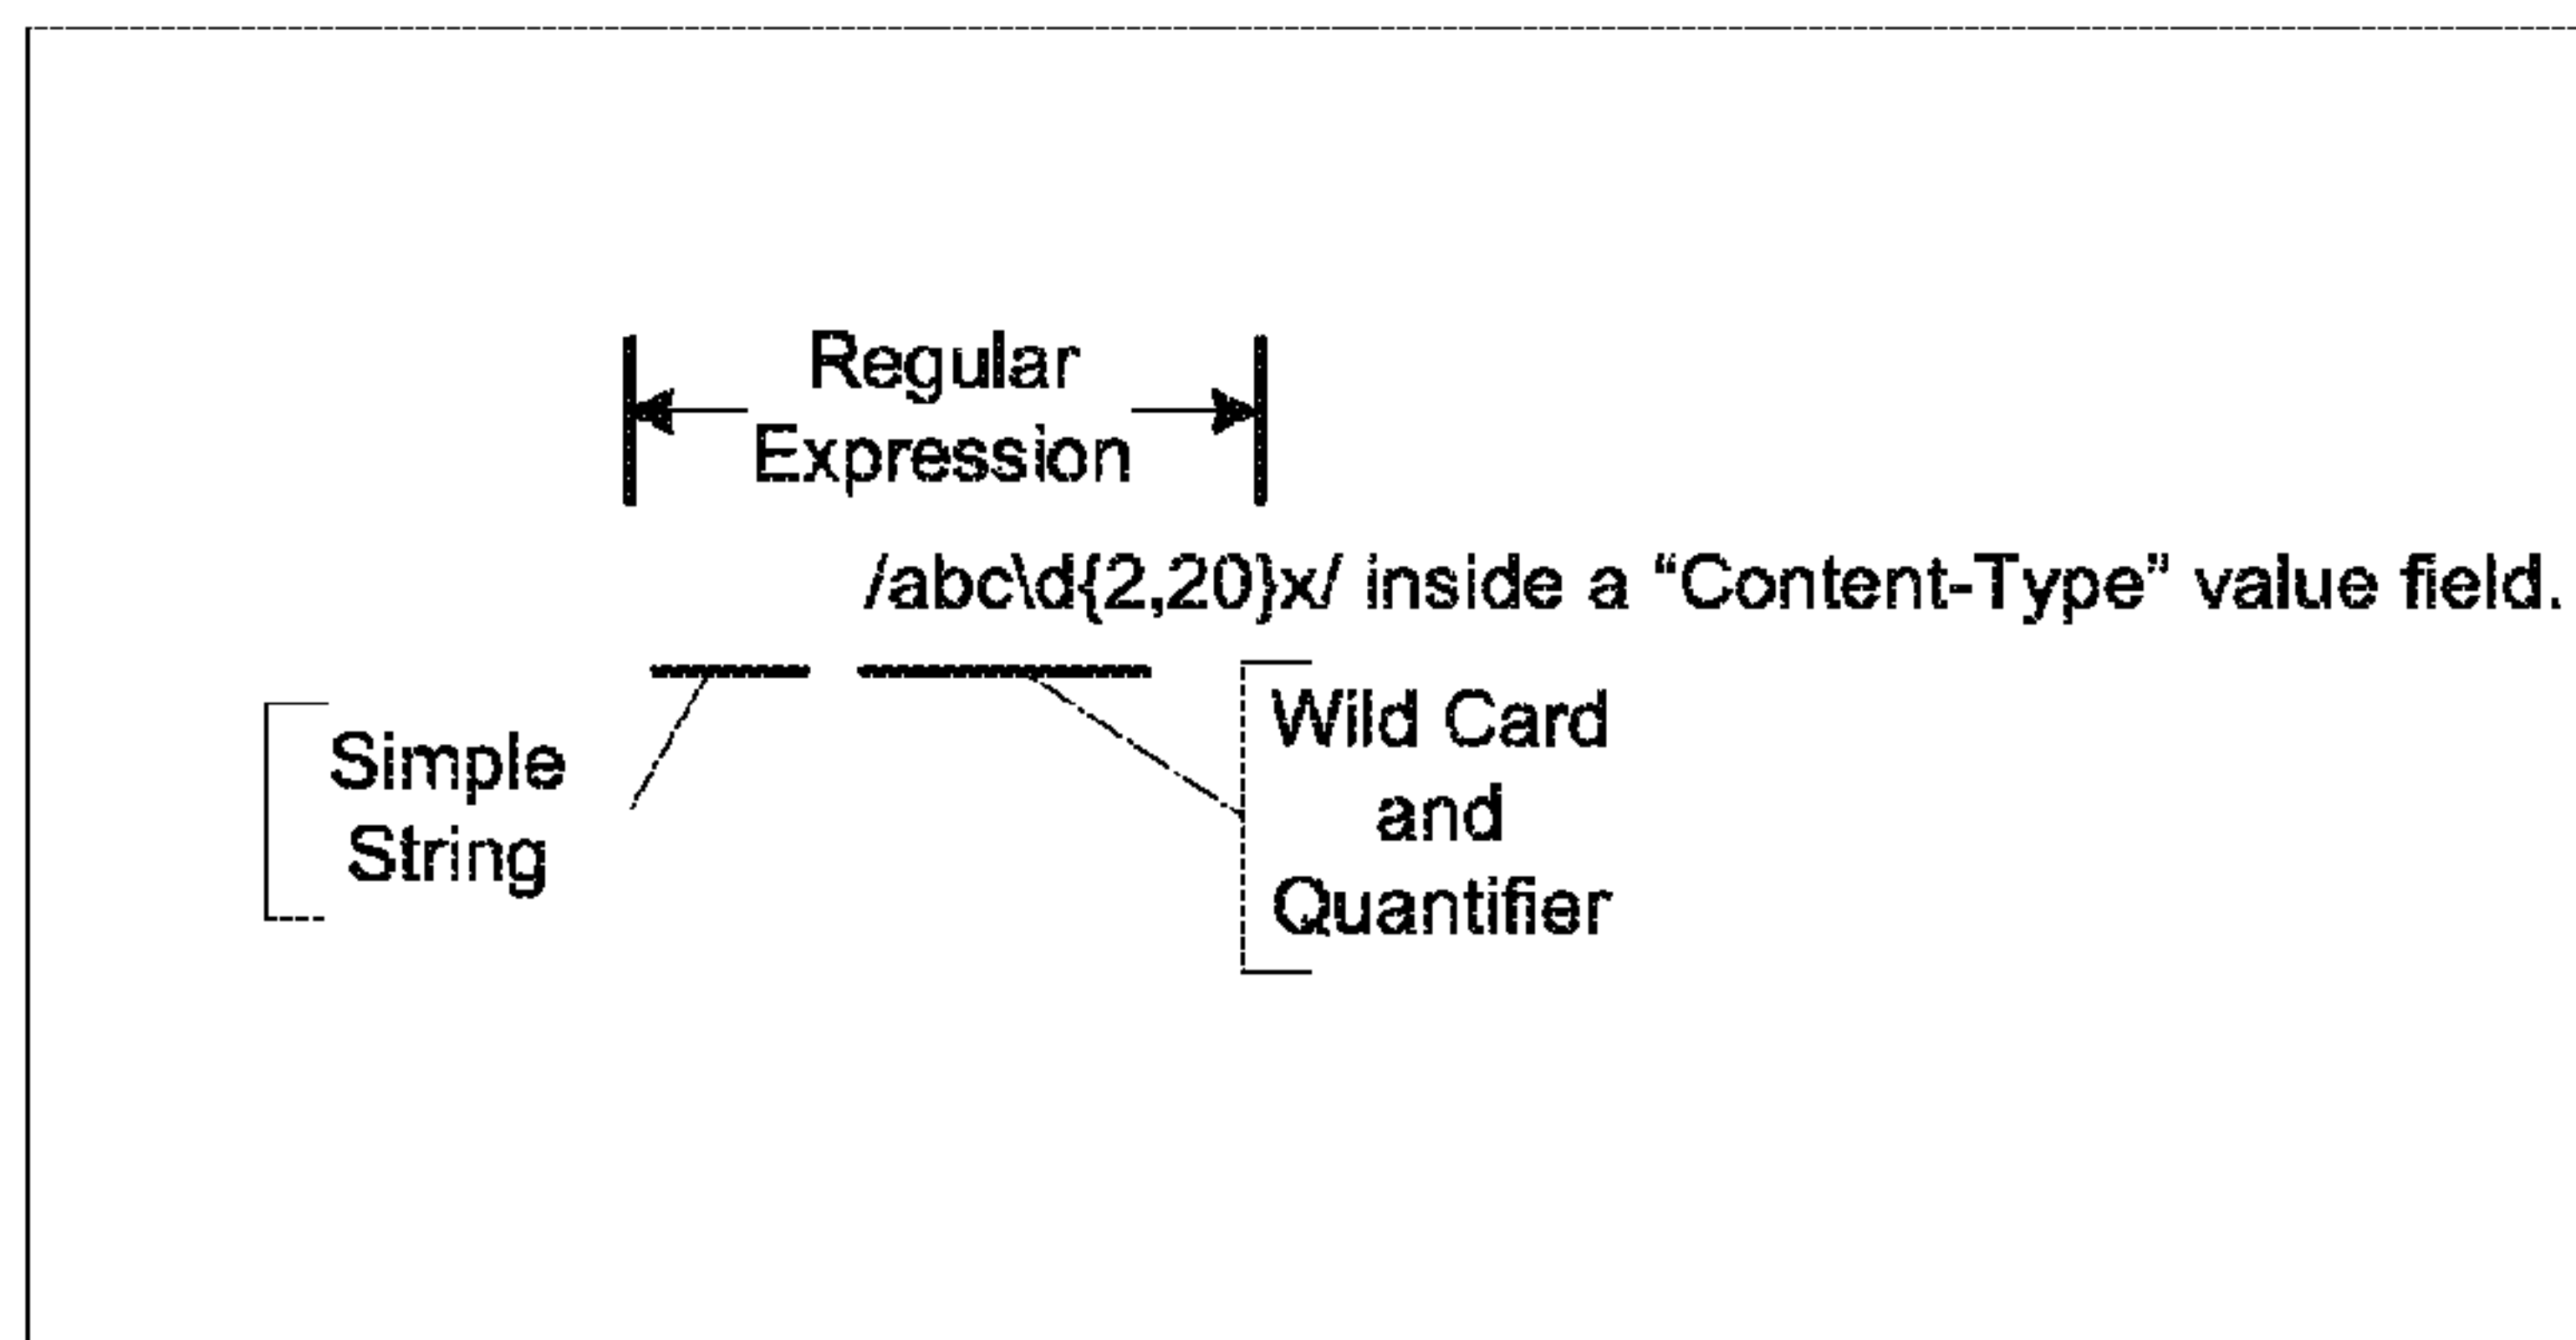 Regular
Expression
/abc\d{2,20}x/ inside a “Content-Type” value field.
Simple
String
Wild Card
and
Quantifier